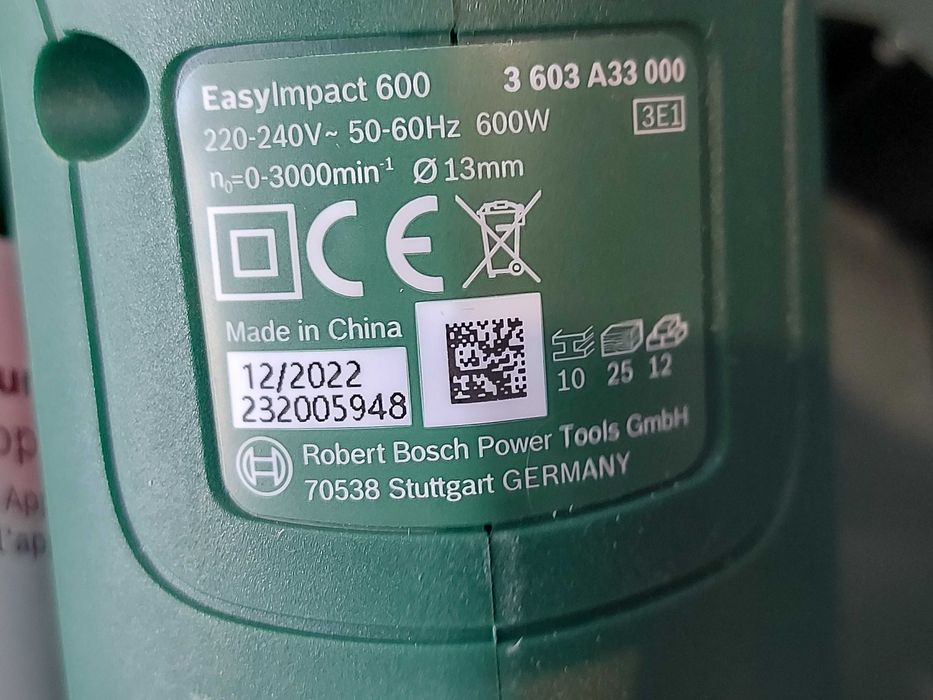 EasyImpact 600 3 603 A33 000
220-240V~ 50-60Hz 600W 3E1
n₀=0-3000min⁻¹ Ø 13mm
CE
Made in China
12/2022
232005948
10 25 12
Robert Bosch Power Tools GmbH
70538 Stuttgart GERMANY